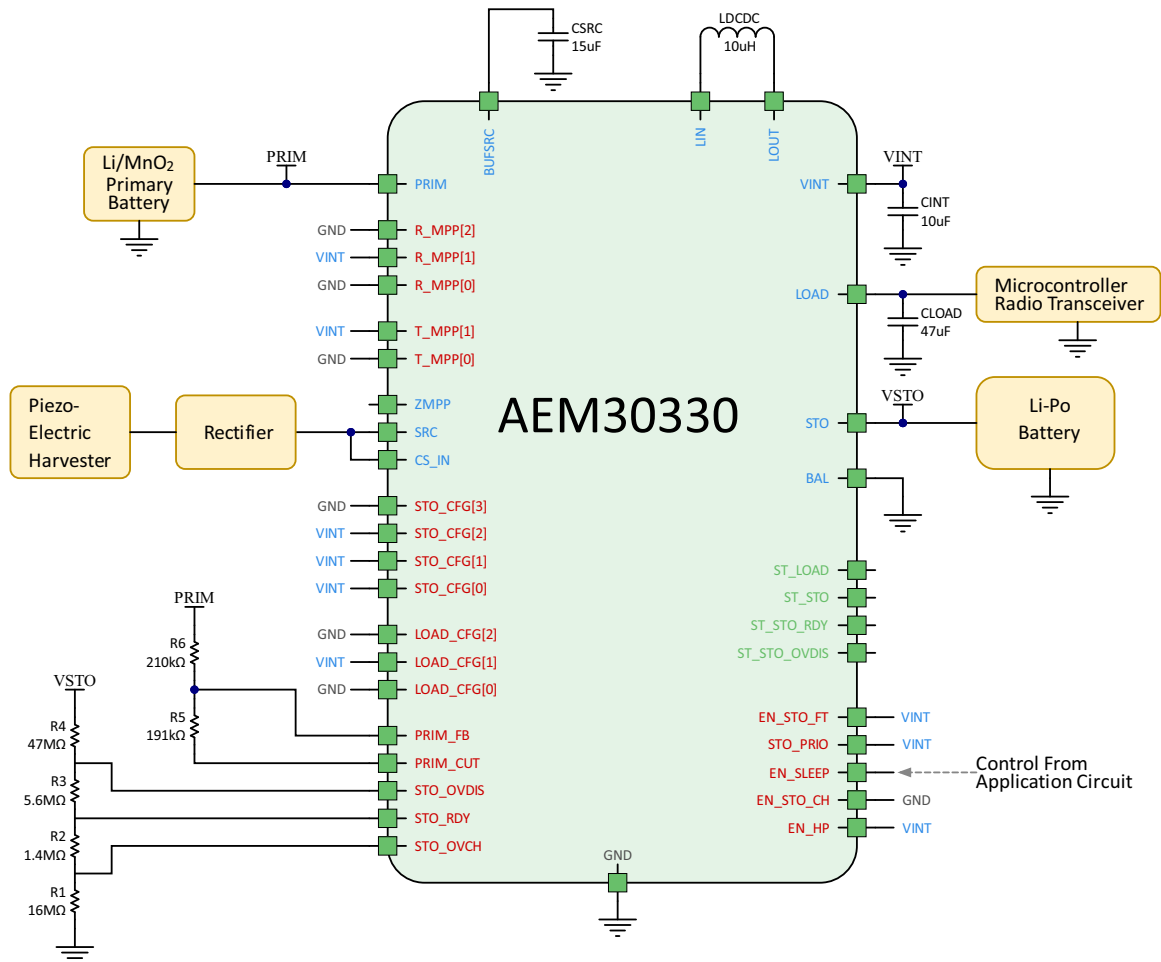 CSRC
15uF
LDCDC
10uH
BUFSRC
LIN
LOUT
Li/MnO₂
Primary
Battery
PRIM
PRIM
VINT
VINT
CINT
10uF
GND
R_MPP[2]
VINT
R_MPP[1]
GND
R_MPP[0]
LOAD
CLOAD
47uF
Microcontroller
Radio Transceiver
VINT
T_MPP[1]
GND
T_MPP[0]
AEM30330
Piezo-
Electric
Harvester
Rectifier
ZMPP
SRC
CS_IN
VSTO
STO
Li-Po
Battery
BAL
GND
STO_CFG[3]
VINT
STO_CFG[2]
VINT
STO_CFG[1]
VINT
STO_CFG[0]
ST_LOAD
ST_STO
ST_STO_RDY
ST_STO_OVDIS
PRIM
R6
210kΩ
R5
191kΩ
GND
LOAD_CFG[2]
VINT
LOAD_CFG[1]
GND
LOAD_CFG[0]
VSTO
R4
47MΩ
R3
5.6MΩ
R2
1.4MΩ
R1
16MΩ
PRIM_FB
PRIM_CUT
STO_OVDIS
STO_RDY
STO_OVCH
EN_STO_FT
VINT
STO_PRIO
VINT
EN_SLEEP
Control From
Application Circuit
EN_STO_CH
GND
EN_HP
VINT
GND